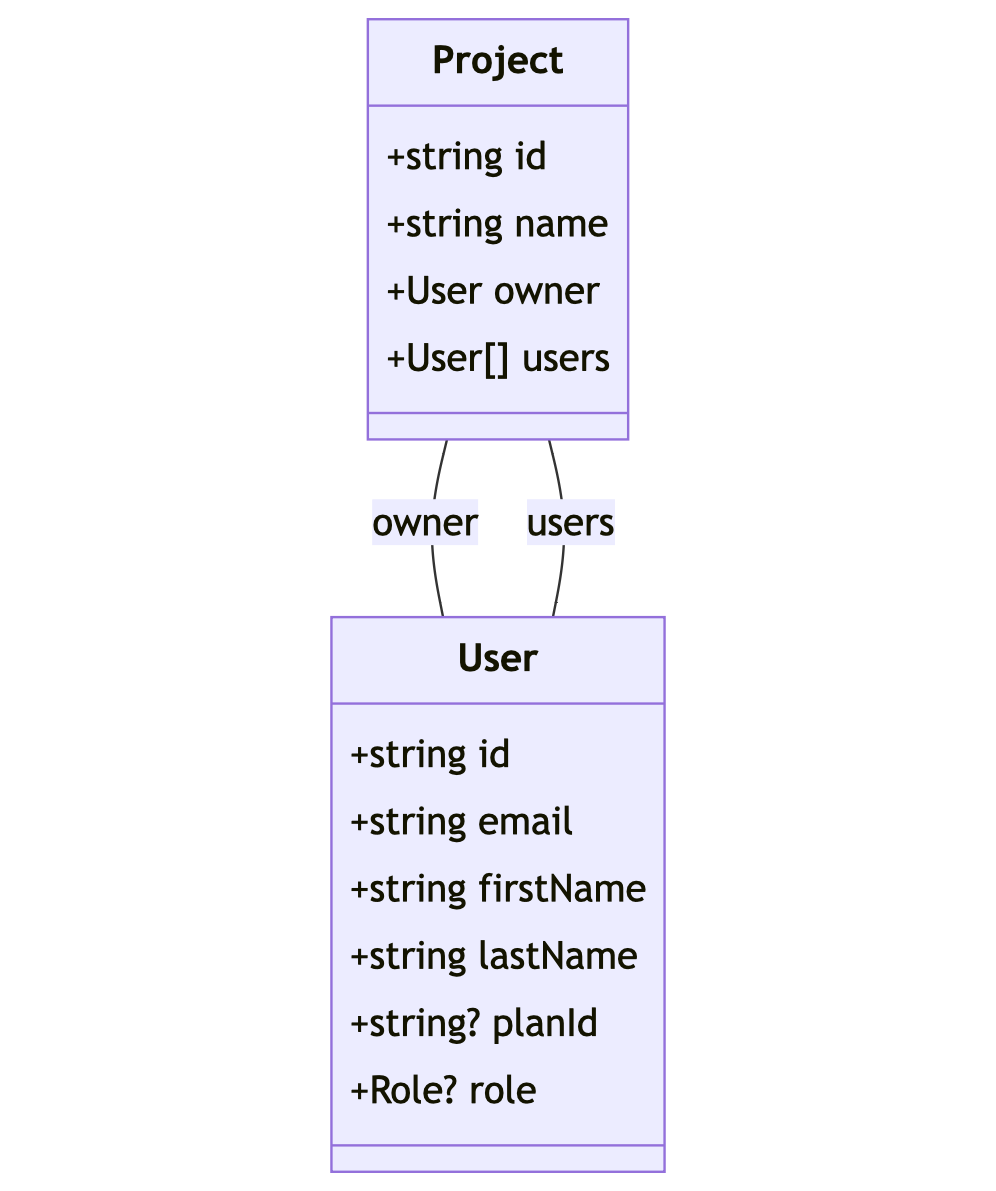 Project
+string id
+string name
+User owner
+User[] users
owner
users
User
+string id
+string email
+string firstName
+string lastName
+string? planId
+Role? role